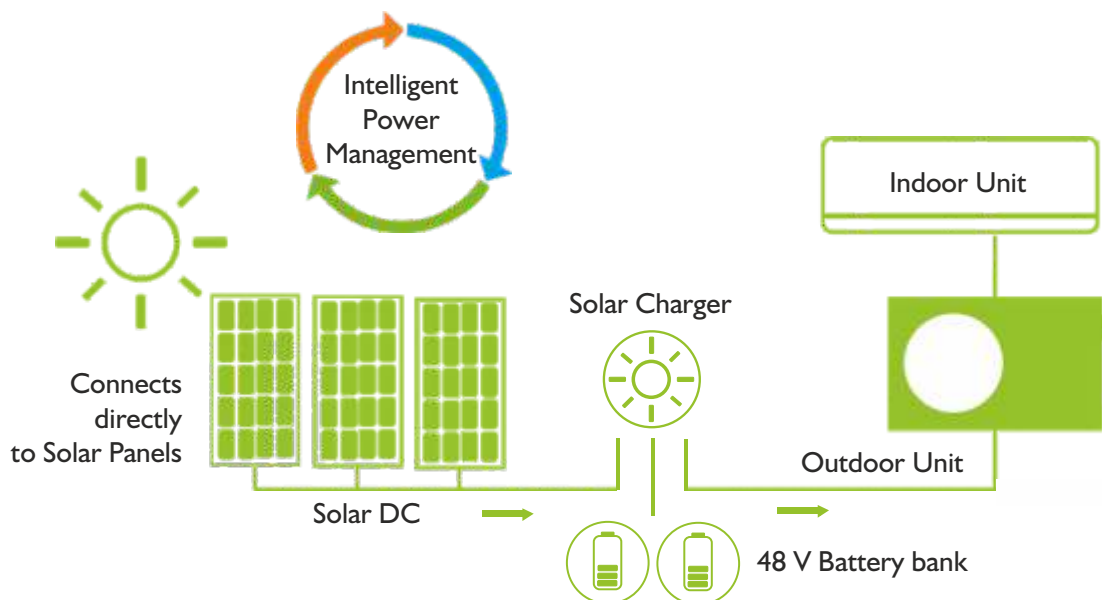 Intelligent
Power
Management
Indoor Unit
Solar Charger
Connects
directly
to Solar Panels
Outdoor Unit
Solar DC
48 V Battery bank